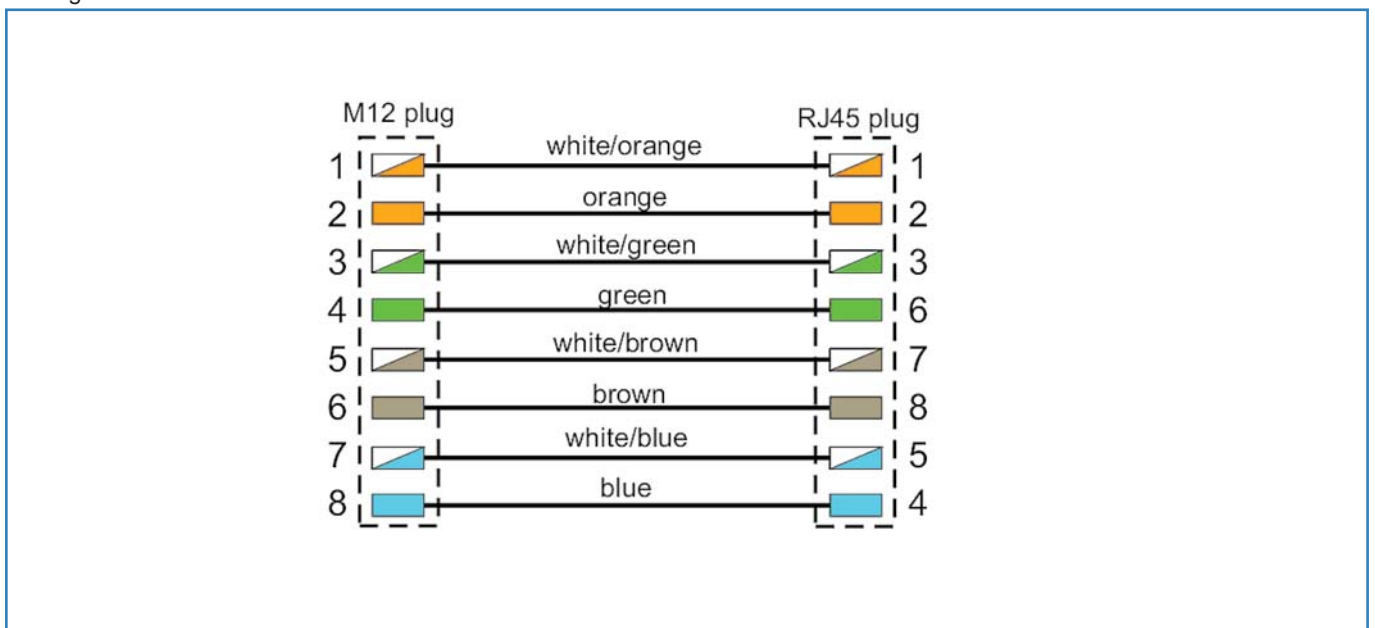 M12 plug RJ45 plug
1 white/orange 1
2 orange 2
3 white/green 3
4 green 6
5 white/brown 7
6 brown 8
7 white/blue 5
8 blue 4